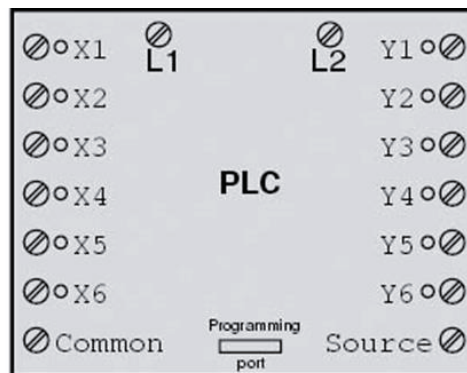 X1 L1 L2 Y1
X2 Y2
X3 Y3
X4 PLC Y4
X5 Y5
X6 Y6
Common Programming port Source